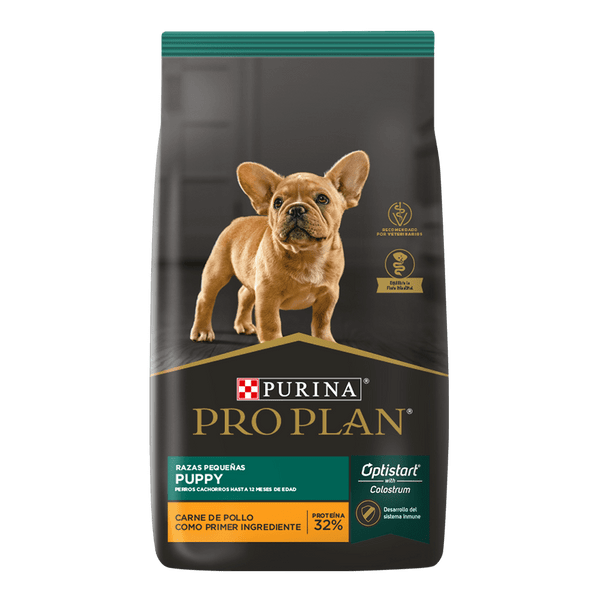 RECOMENDADO
POR VETERINARIOS
PURINA®
PRO PLAN®
RAZAS PEQUEÑAS
PUPPY
PERROS CACHORROS HASTA 12 MESES DE EDAD
Optistart®
with
Colostrum
Desarrollo del
sistema inmune
CARNE DE POLLO
COMO PRIMER INGREDIENTE
PROTEÍNA
32%